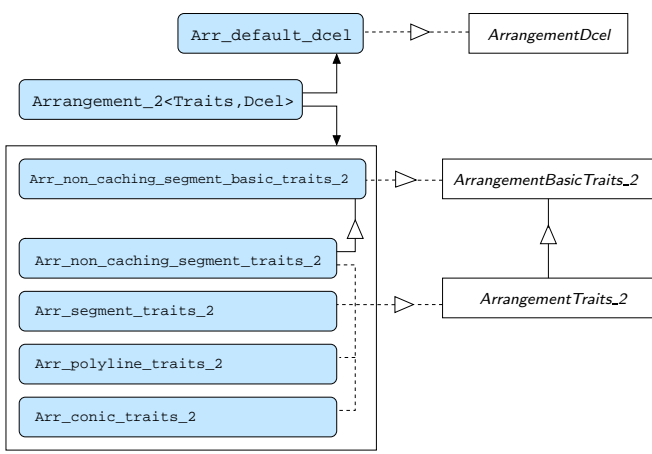 Arr_default_dcel
ArrangementDcel
Arrangement_2<Traits,Dcel>
Arr_non_caching_segment_basic_traits_2
ArrangementBasicTraits_2
Arr_non_caching_segment_traits_2
Arr_segment_traits_2
ArrangementTraits_2
Arr_polyline_traits_2
Arr_conic_traits_2